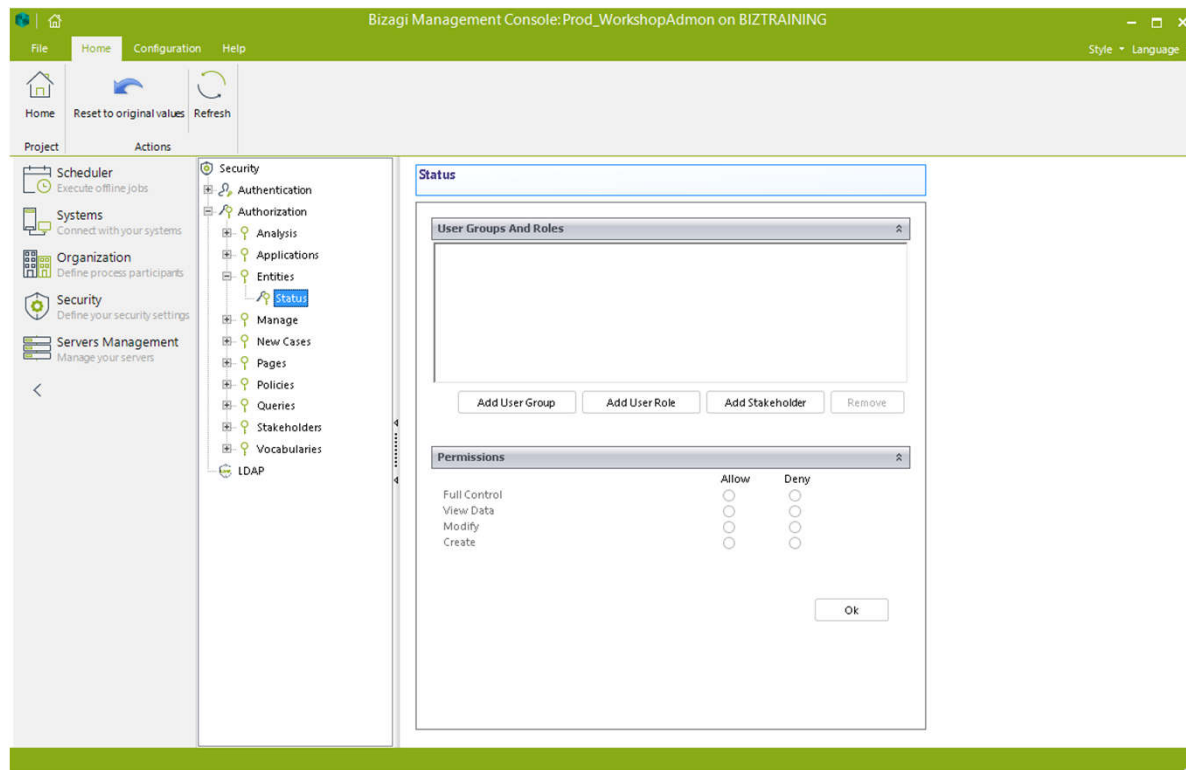 Bizagi Management Console:Prod_WorkshopAdmon on BIZTRAINING
File Home Configuration Help Style Language
Home Reset to original values Refresh
Project Actions
Scheduler
Execute offline jobs
Systems
Connect with your systems
Organization
Define process participants
Security
Define your security settings
Servers Management
Manage your servers
Security
Authentication
Authorization
Analysis
Applications
Entities
Status
Manage
New Cases
Pages
Policies
Queries
Stakeholders
Vocabularies
LDAP
Status
User Groups And Roles
Add User Group Add User Role Add Stakeholder Remove
Permissions
Allow Deny
Full Control
View Data
Modify
Create
Ok